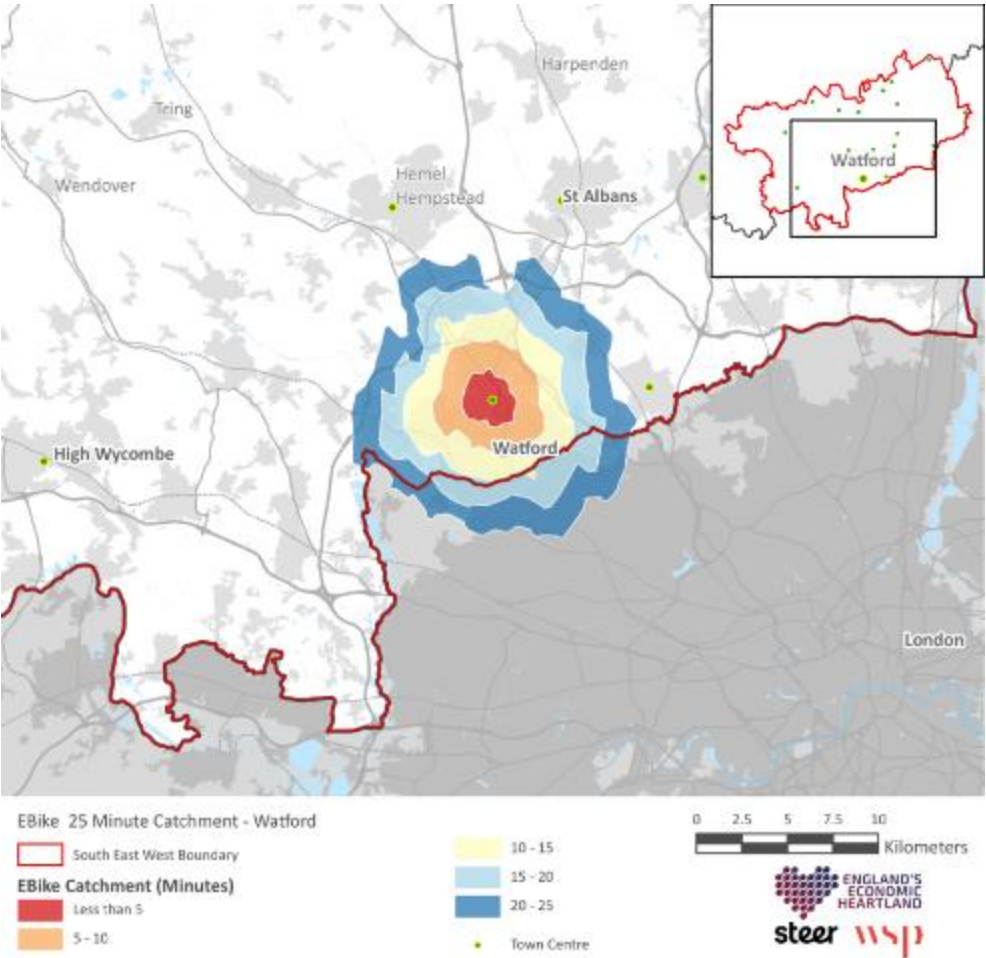 Harpenden
Tring
Watford
Hemel
Hempstead
Wendover
St Albans
High Wycombe
Watford
London
EBike 25 Minute Catchment - Watford
South East West Boundary
EBike Catchment (Minutes)
Less than 5
5 - 10
10 - 15
15 - 20
20 - 25
Town Centre
0 2.5 5 7.5 10
Kilometers
ENGLAND'S
ECONOMIC
HEARTLAND
steer wsp